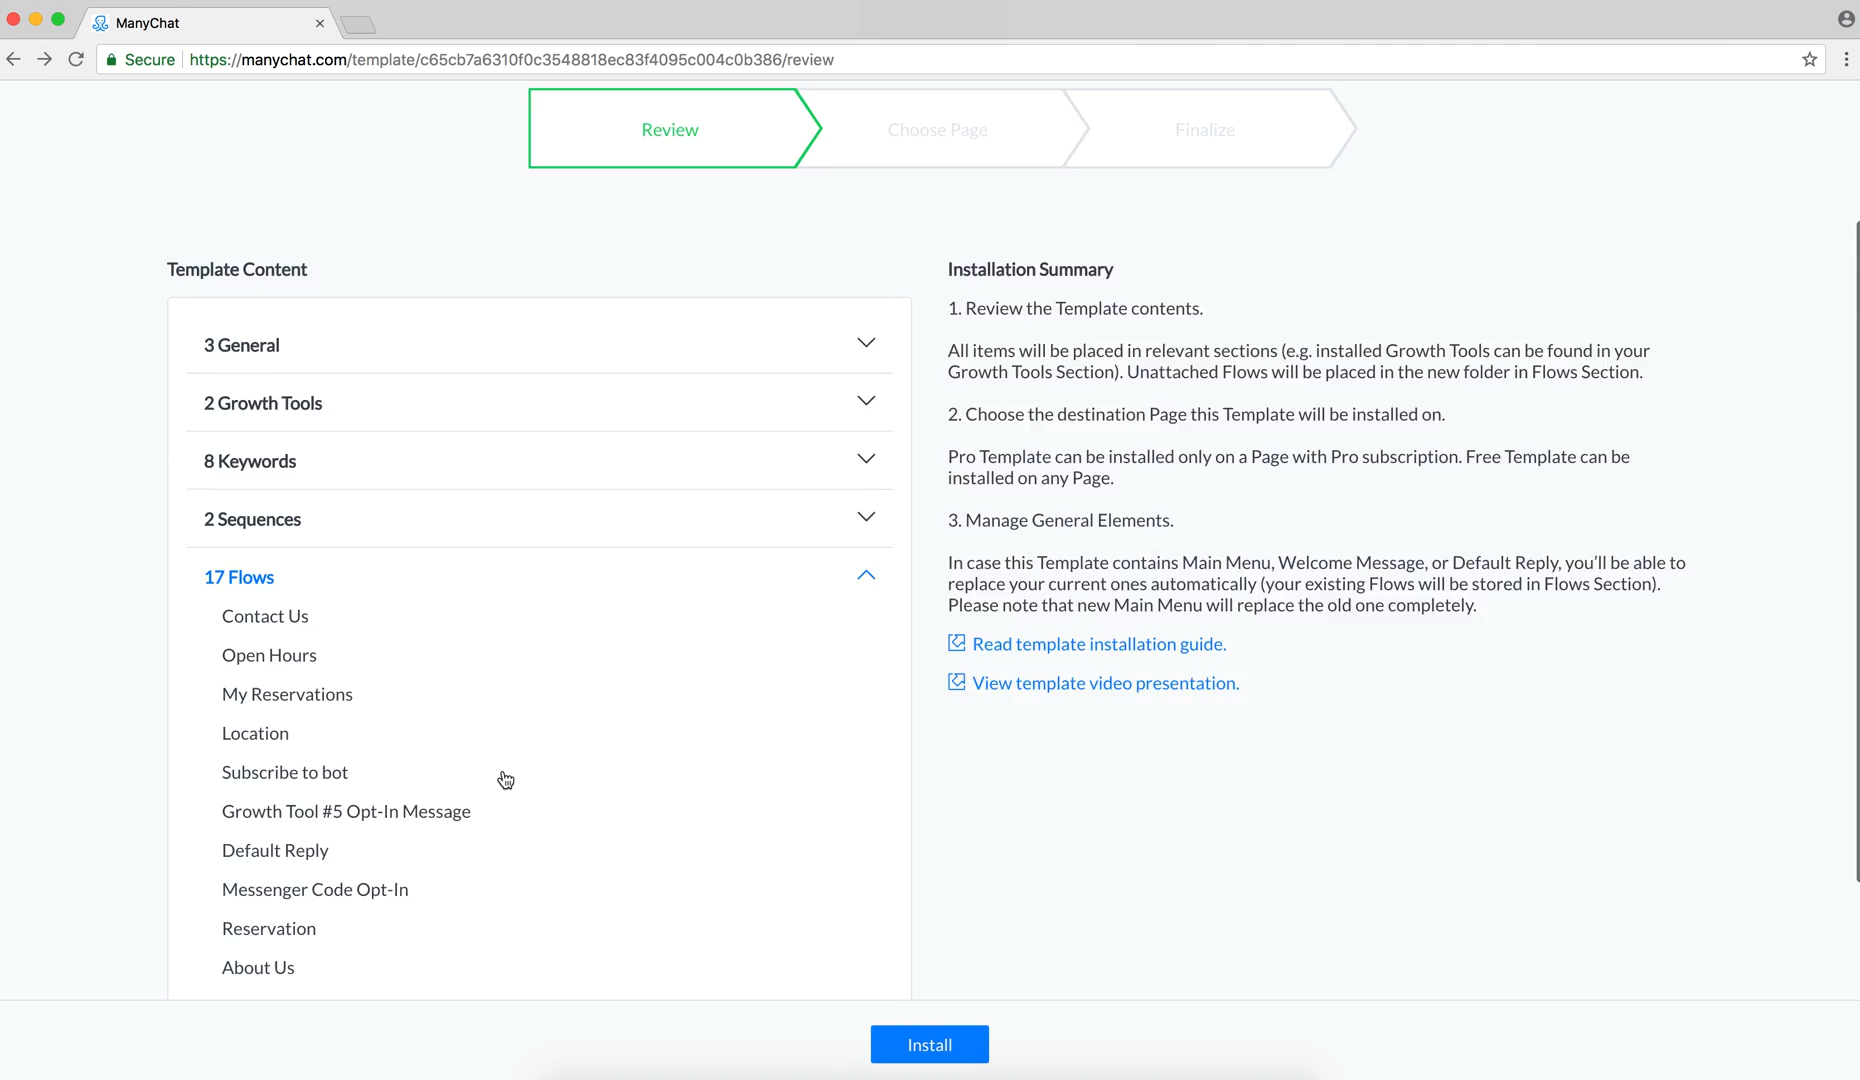 ManyChat
Secure https://manychat.com/template/c65cb7a6310f0c3548818ec83f4095c004c0b386/review
Review
Choose Page
Finalize
Template Content
3 General
2 Growth Tools
8 Keywords
2 Sequences
17 Flows
Contact Us
Open Hours
My Reservations
Location
Subscribe to bot
Growth Tool #5 Opt-In Message
Default Reply
Messenger Code Opt-In
Reservation
About Us
Installation Summary
1. Review the Template contents.
All items will be placed in relevant sections (e.g. installed Growth Tools can be found in your
Growth Tools Section). Unattached Flows will be placed in the new folder in Flows Section.
2. Choose the destination Page this Template will be installed on.
Pro Template can be installed only on a Page with Pro subscription. Free Template can be
installed on any Page.
3. Manage General Elements.
In case this Template contains Main Menu, Welcome Message, or Default Reply, you'll be able to
replace your current ones automatically (your existing Flows will be stored in Flows Section).
Please note that new Main Menu will replace the old one completely.
Read template installation guide.
View template video presentation.
Install